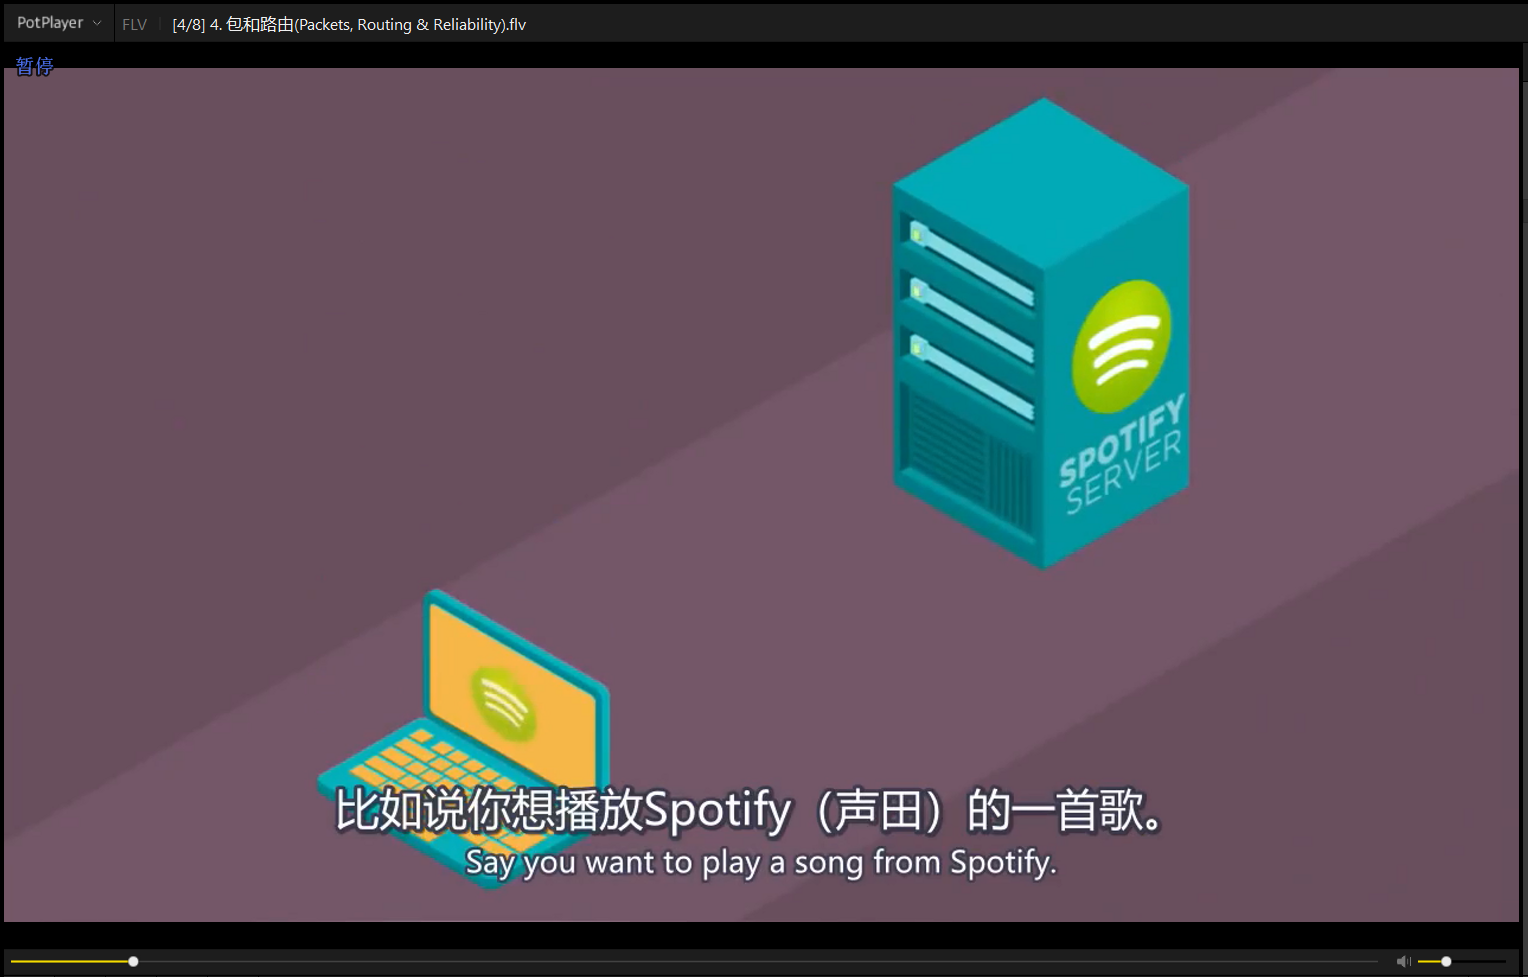 PotPlayer FLV [4/8] 4. 包和路由(Packets, Routing & Reliability).flv
暂停
SPOTIFY
SERVER
比如说你想播放Spotify（声田）的一首歌。
Say you want to play a song from Spotify.